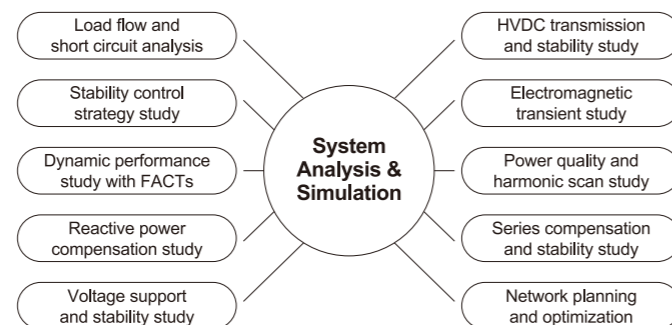 Load flow and
short circuit analysis
Stability control
strategy study
Dynamic performance
study with FACTs
Reactive power
compensation study
Voltage support
and stability study
System
Analysis &
Simulation
HVDC transmission
and stability study
Electromagnetic
transient study
Power quality and
harmonic scan study
Series compensation
and stability study
Network planning
and optimization